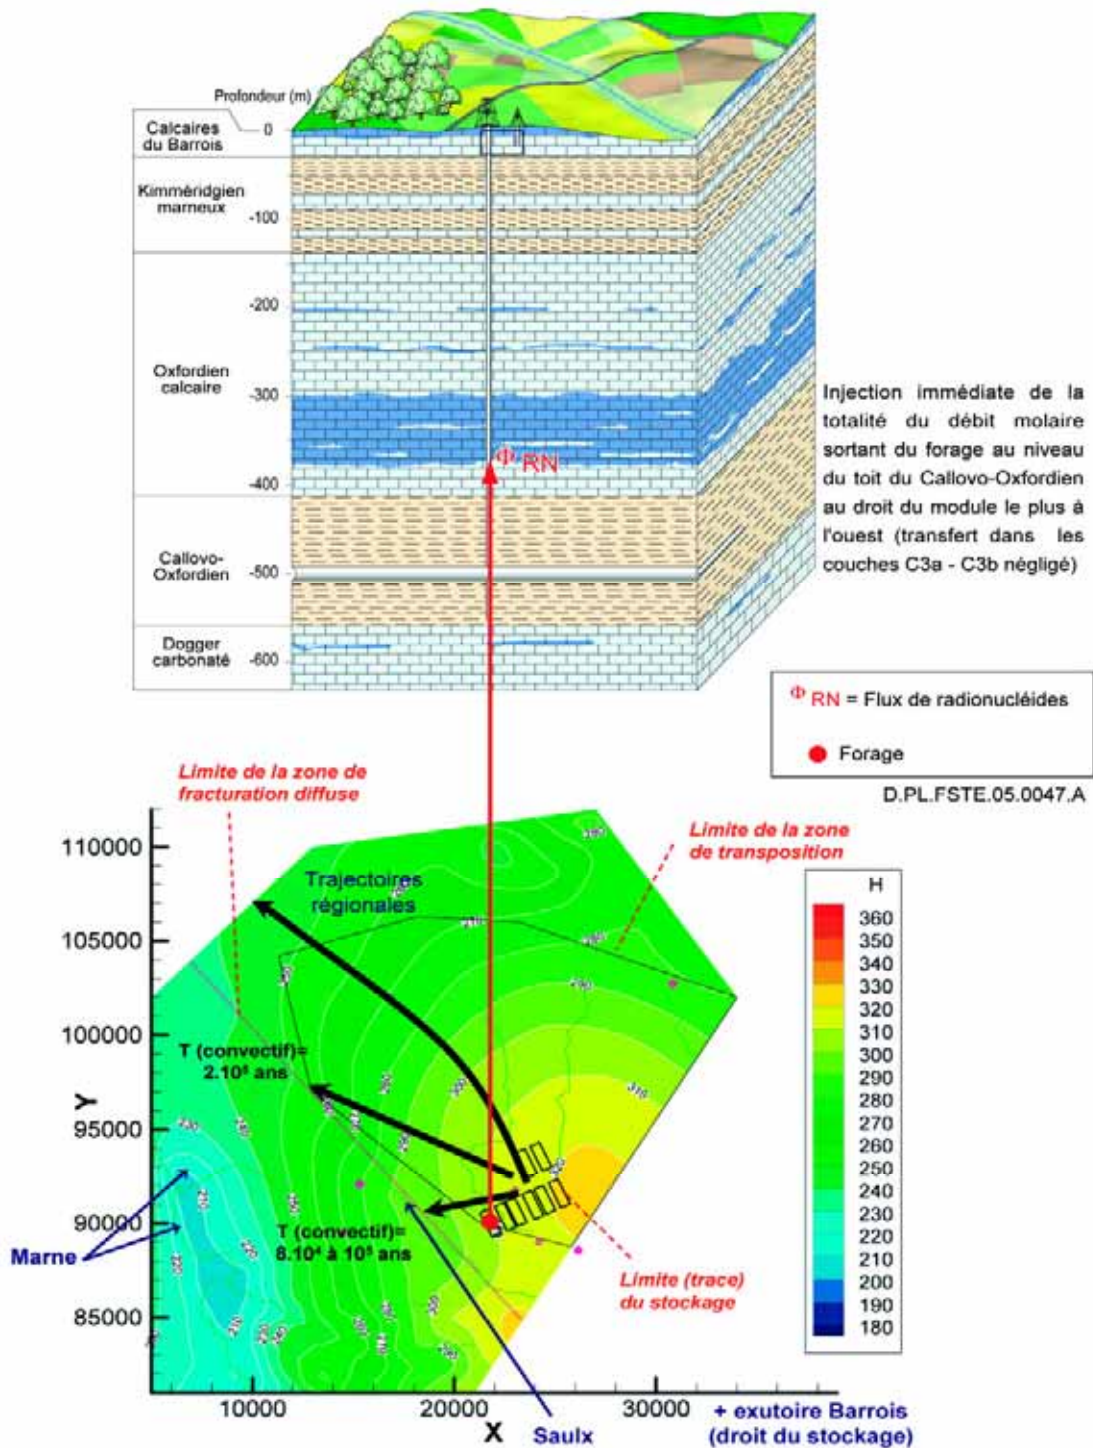 Profondeur (m)
0
Calcaires
du Barrois
Kimméridgien
marneux
-100
-200
Oxfordien
calcaire
-300
-400
Callovo-
Oxfordien
-500
Dogger
carbonaté
-600
Φ RN
Injection immédiate de la
totalité du débit molaire
sortant du forage au niveau
du toit du Callovo-Oxfordien
au droit du module le plus à
l'ouest (transfert dans les
couches C3a - C3b négligé)
Φ RN = Flux de radionucléides
Forage
D.PL.FSTE.05.0047.A
Limite de la zone de
fracturation diffuse
Limite de la zone
de transposition
Trajectoires
régionales
T (convectif)=
2.10⁵ ans
T (convectif)=
8.10⁴ à 10⁵ ans
Marne
Limite (trace)
du stockage
Saulx
+ exutoire Barrois
(droit du stockage)
Y
110000
105000
100000
95000
90000
85000
10000
20000
30000
X
H
360
350
340
330
320
310
300
290
280
260
250
240
230
220
210
200
190
180